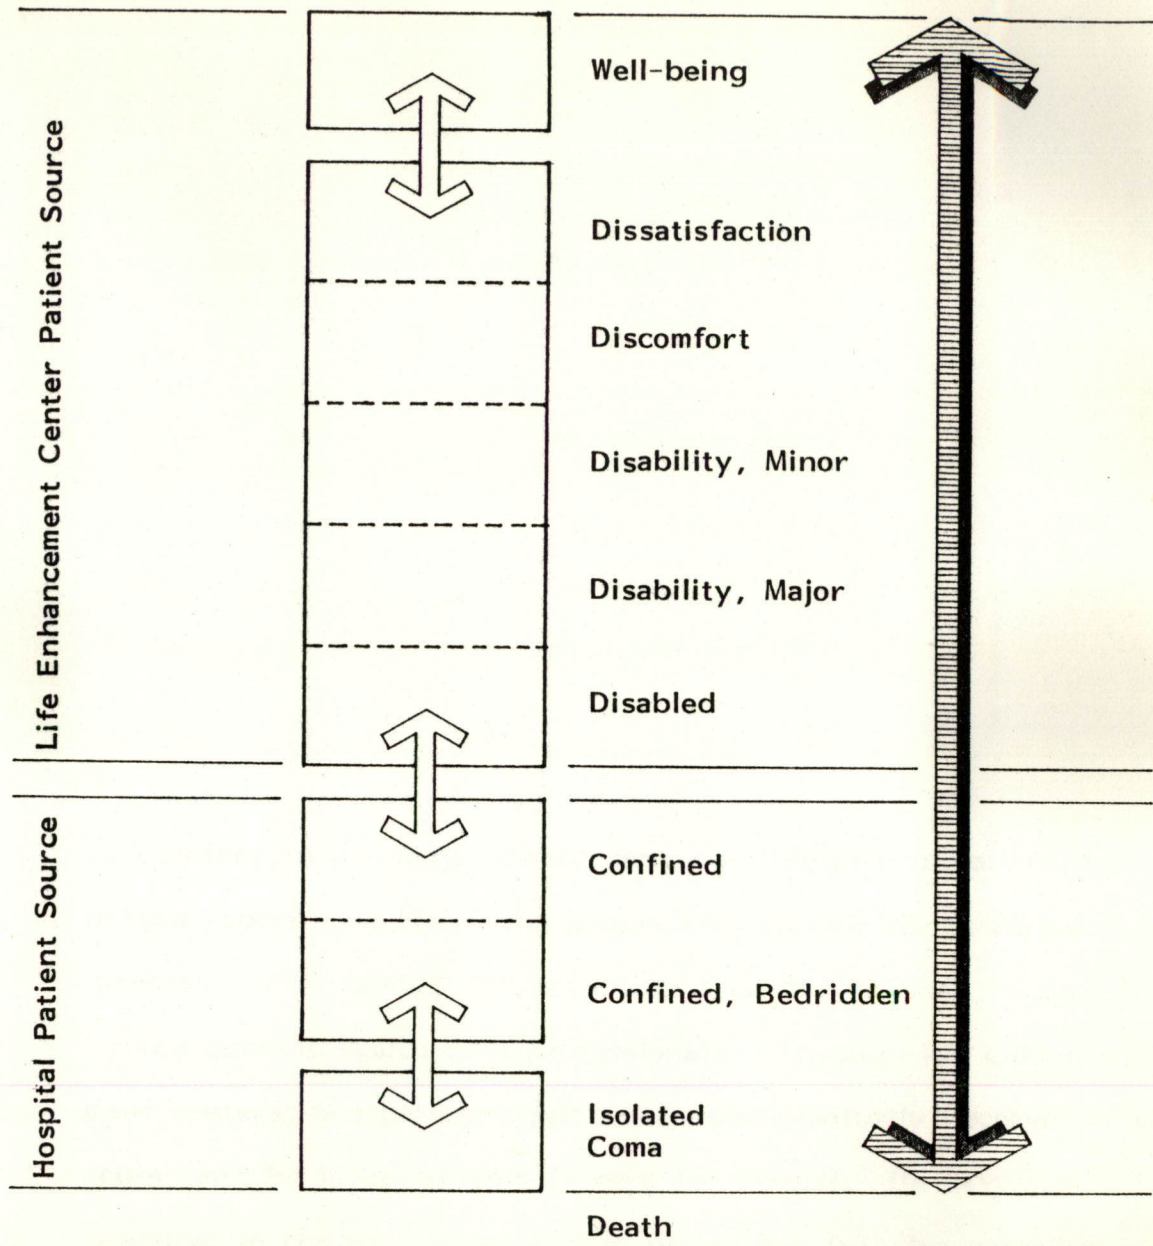 Life Enhancement Center Patient Source
Well-being
Dissatisfaction
Discomfort
Disability, Minor
Disability, Major
Disabled
Hospital Patient Source
Confined
Confined, Bedridden
Isolated
Coma
Death